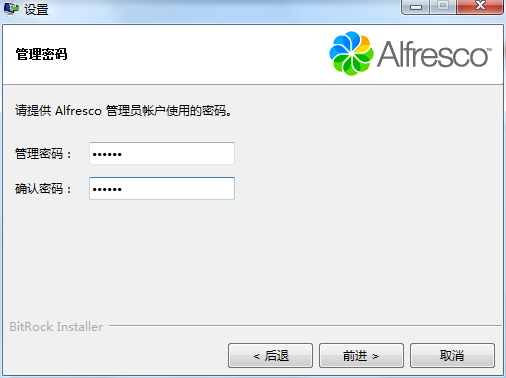 设置
管理密码
Alfresco™
请提供 Alfresco 管理员帐户使用的密码。
管理密码： ••••••
确认密码： ••••••
BitRock Installer
< 后退 前进 > 取消